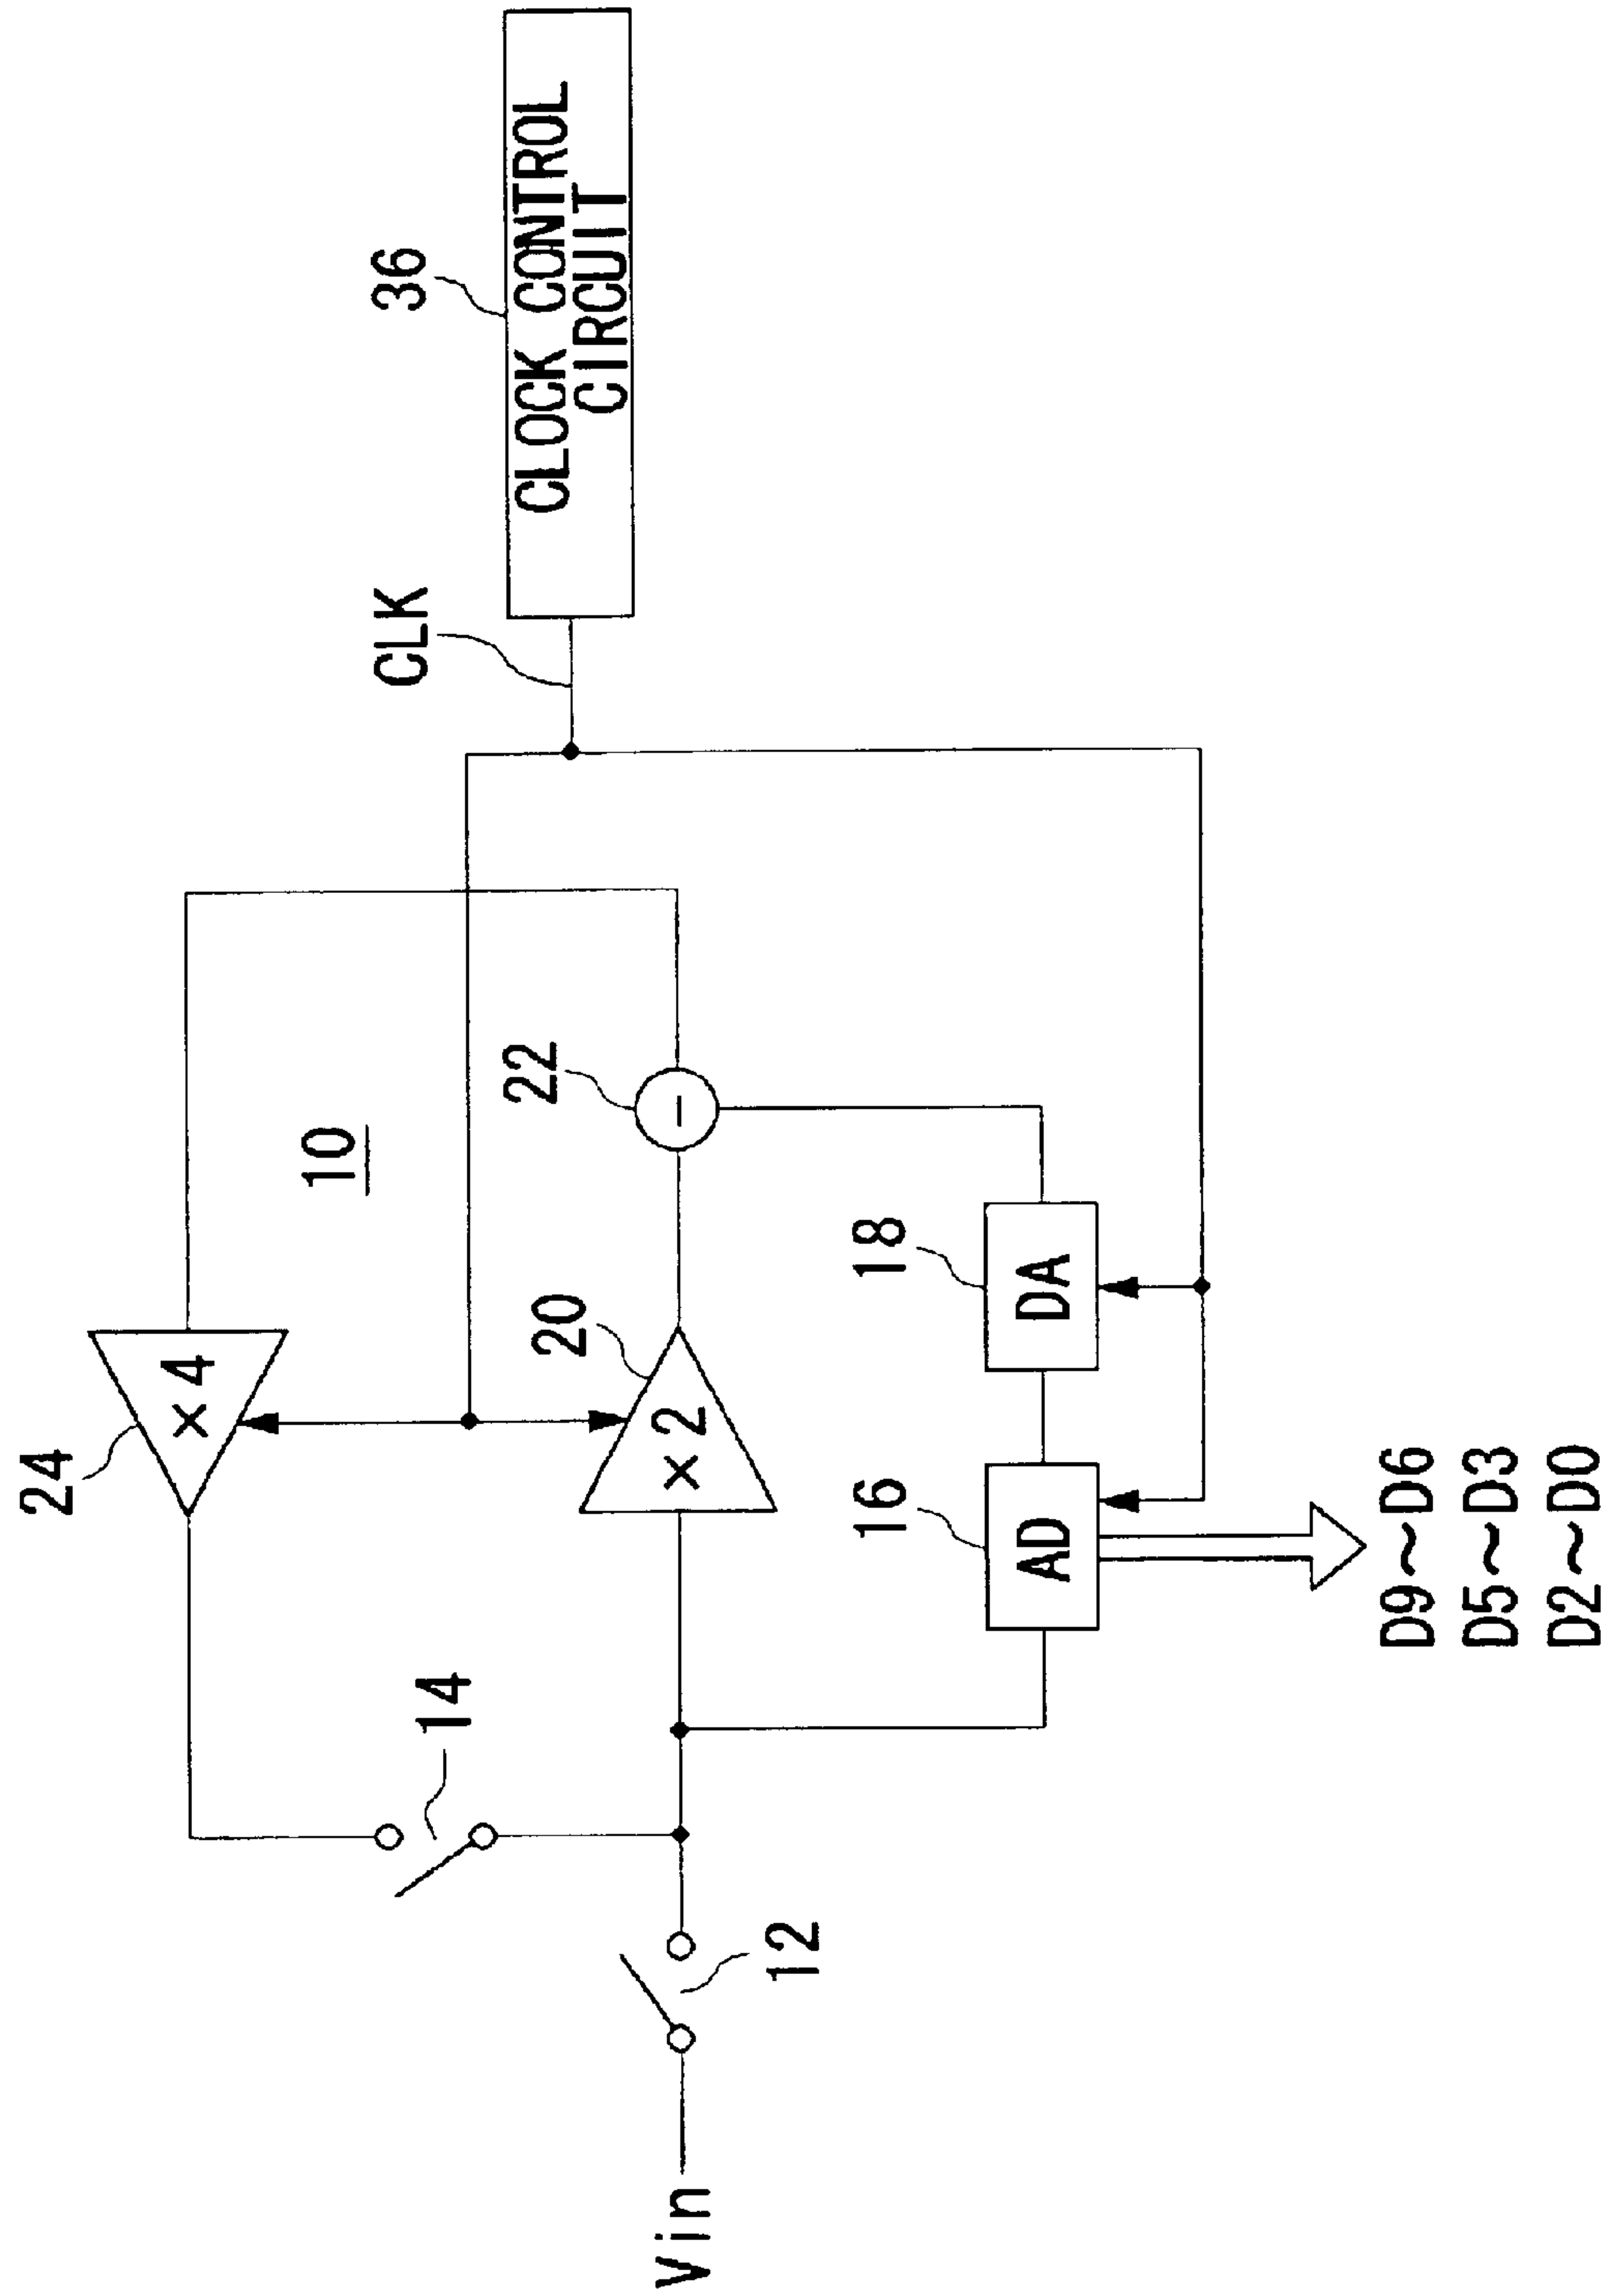 24
× 4
14
10
CLK
36
CLOCK CONTROL
CIRCUIT
20
× 2
22
−
Vin
12
16
AD
18
DA
D9~D6
D5~D3
D2~D0